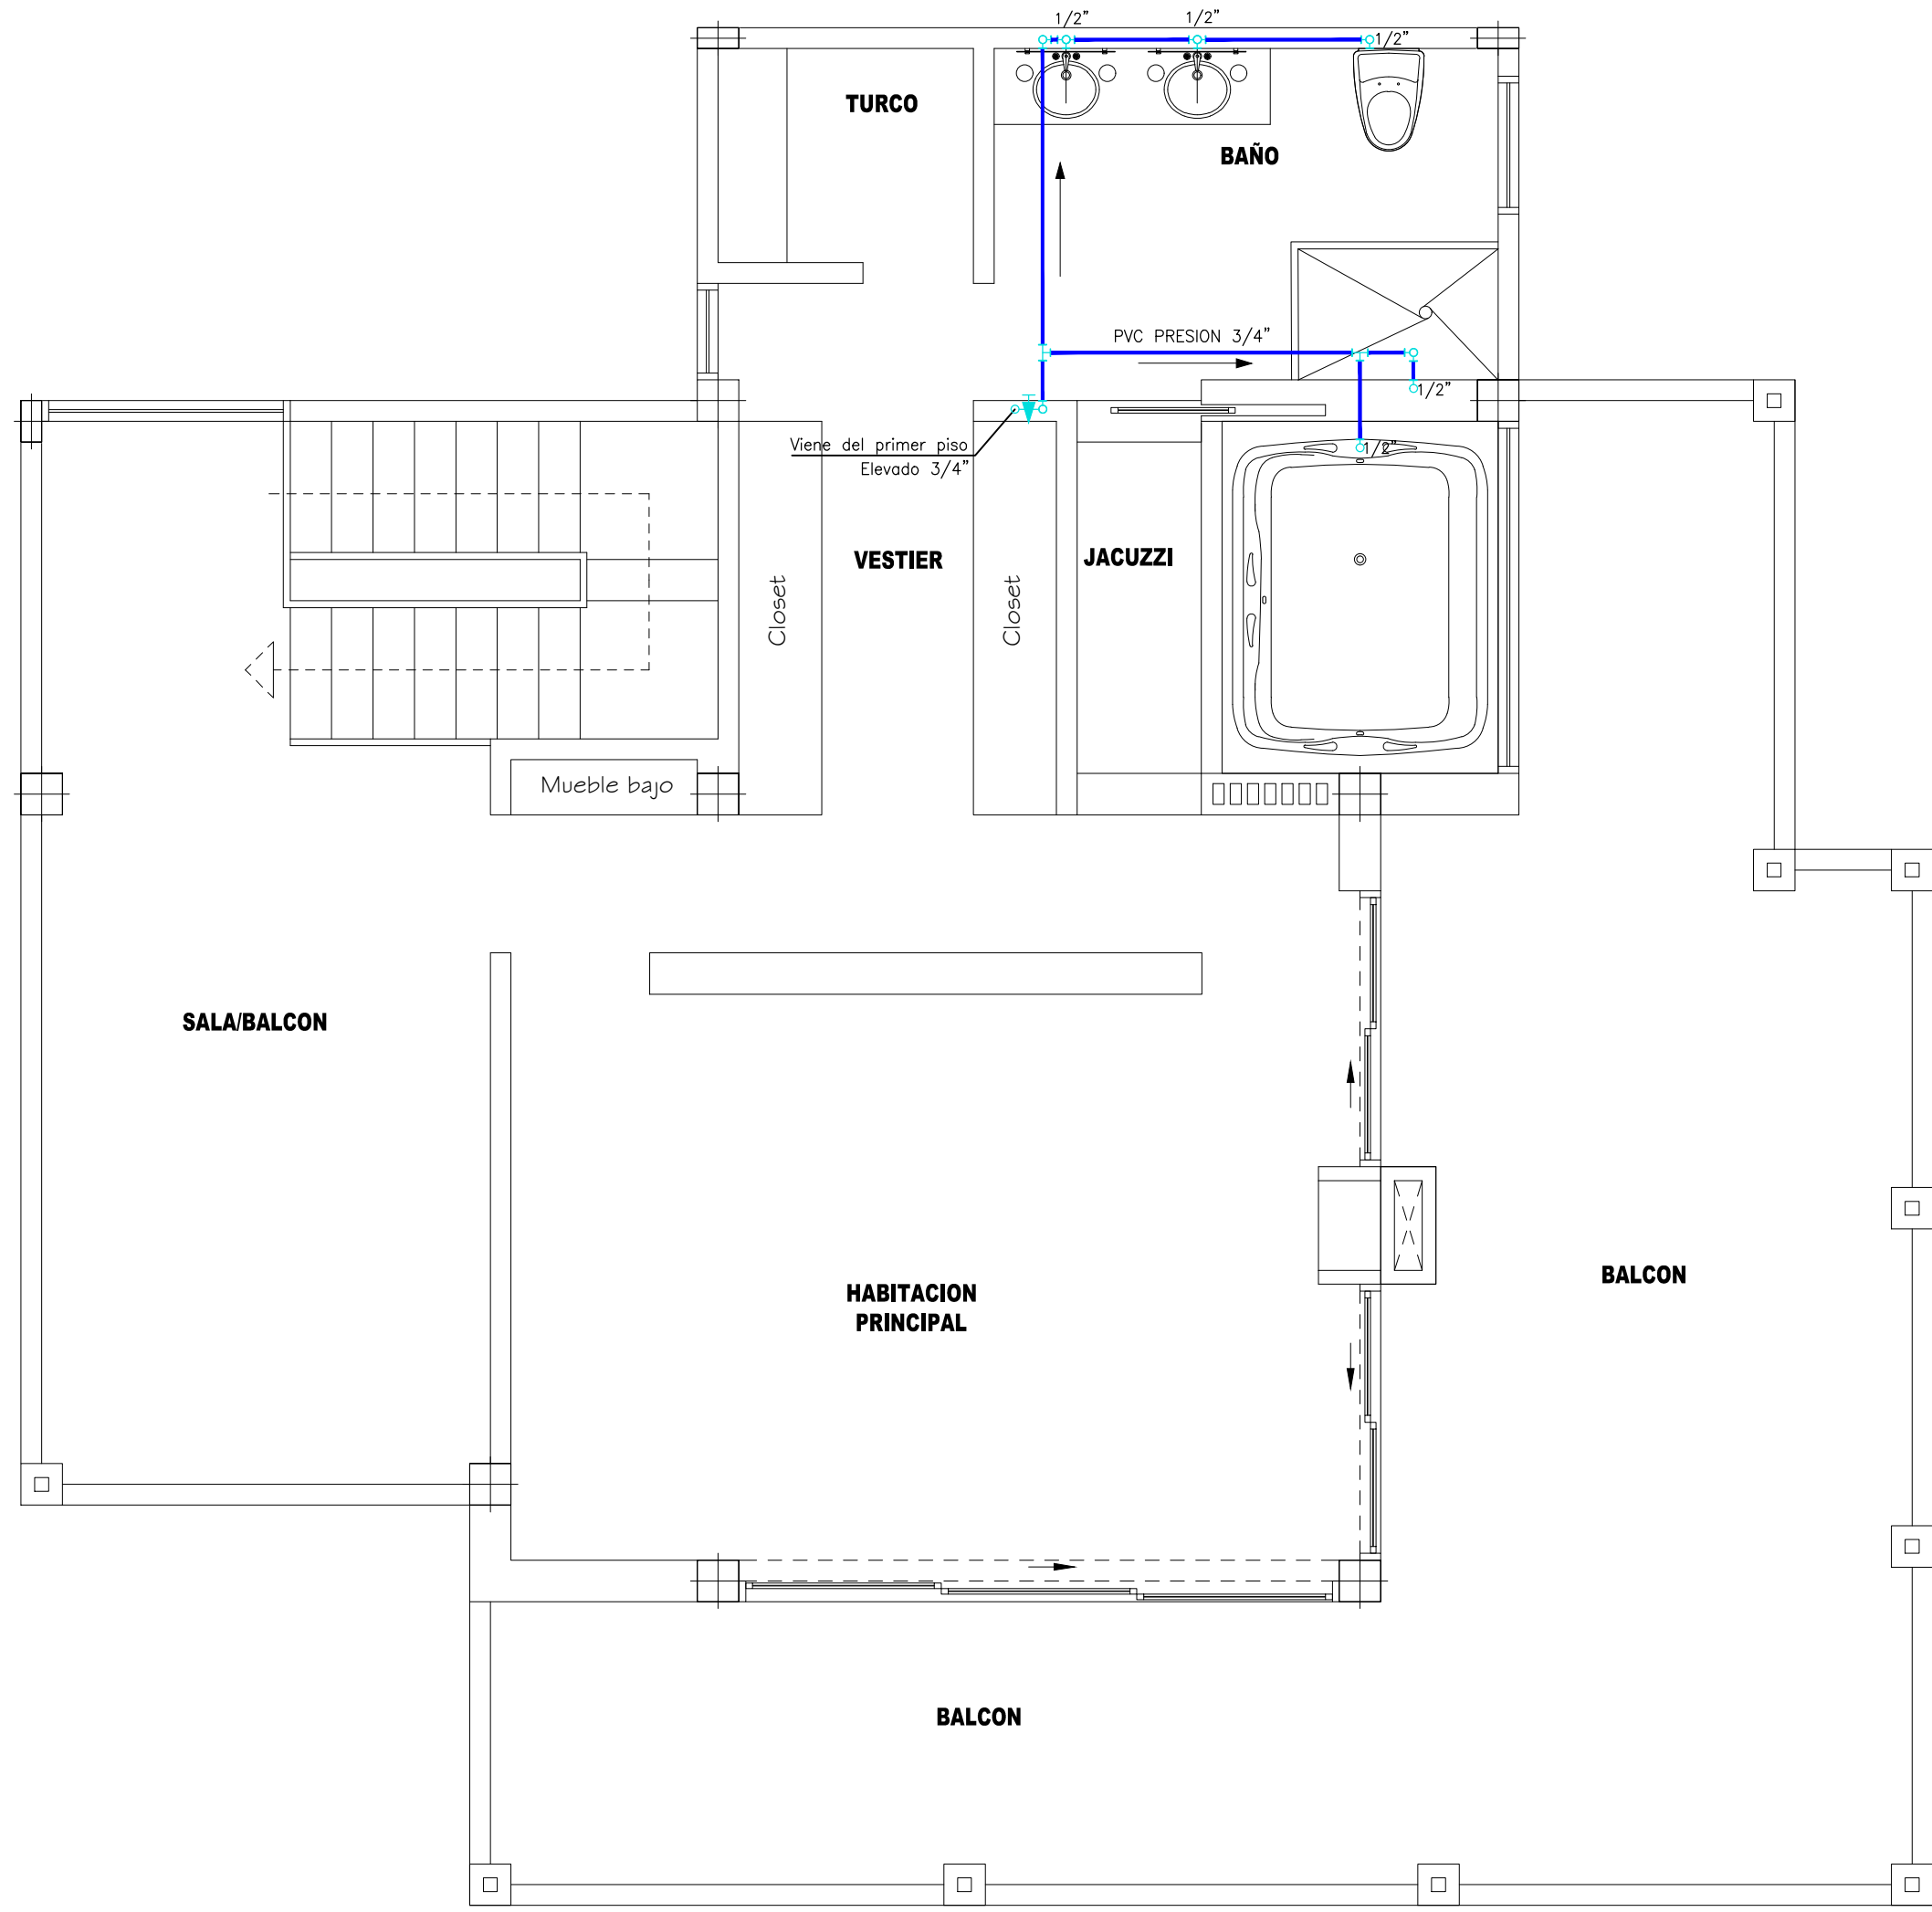 1/2"
1/2"
1/2"
TURCO
BAÑO
PVC PRESION 3/4"
1/2"
Viene del primer piso
Elevado 3/4"
1/2"
VESTIER
JACUZZI
Closet
Closet
Mueble bajo
SALA/BALCON
HABITACION
PRINCIPAL
BALCON
BALCON